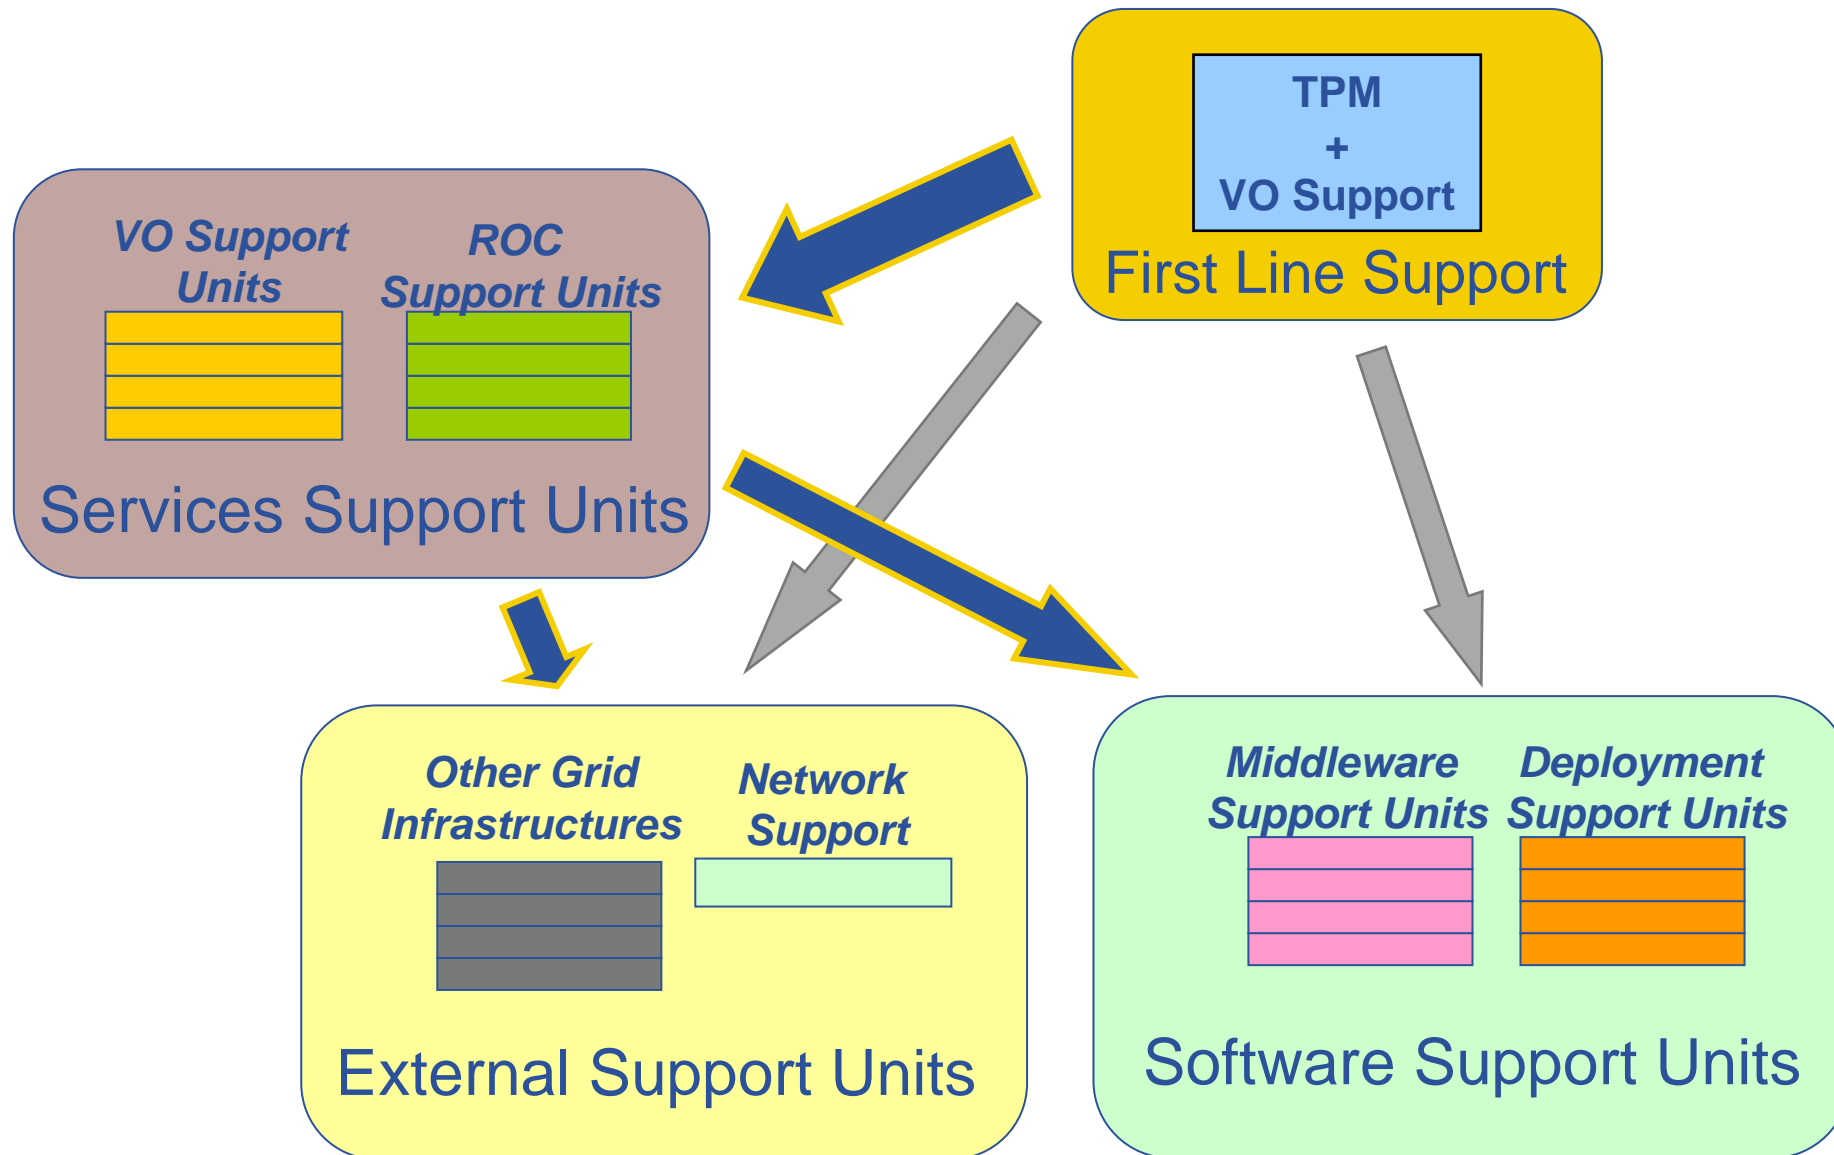 TPM
+
VO Support
First Line Support
VO Support
Units
ROC
Support Units
Services Support Units
Other Grid
Infrastructures
Network
Support
External Support Units
Middleware
Support Units
Deployment
Support Units
Software Support Units